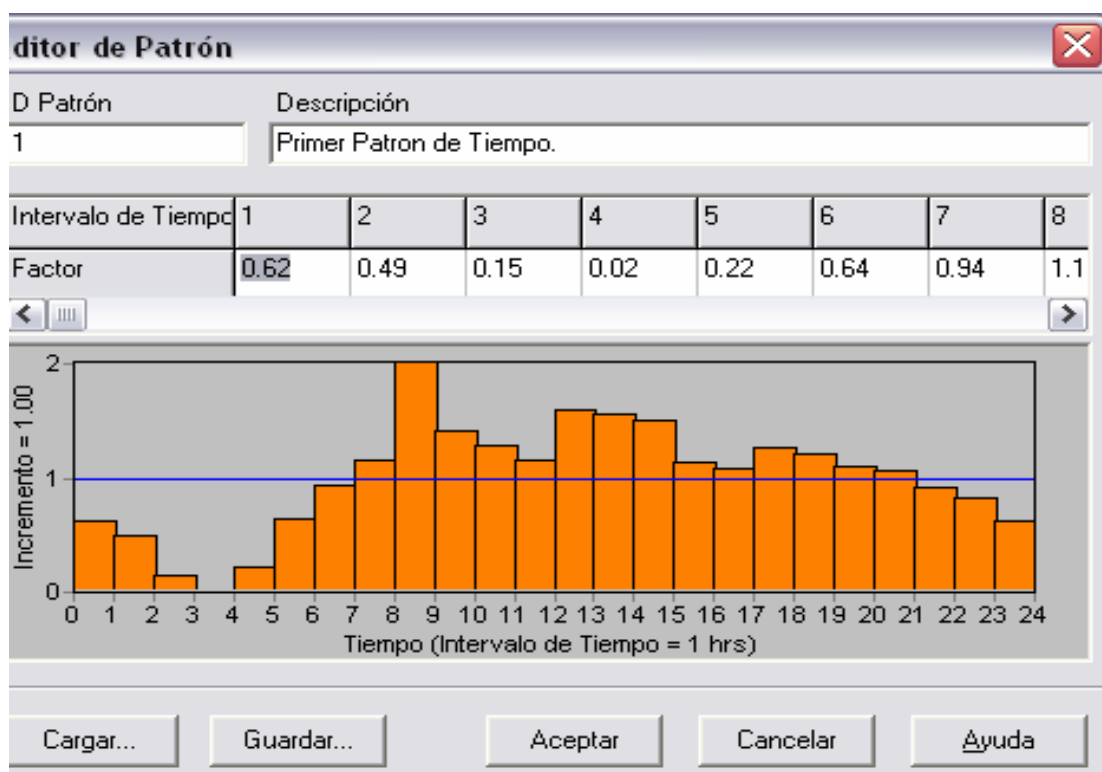 ditor de Patrón
D Patrón Descripción
1 Primer Patron de Tiempo.
Intervalo de Tiempo 1 2 3 4 5 6 7 8
Factor 0.62 0.49 0.15 0.02 0.22 0.64 0.94 1.1
Incremento = 1.00
2
1
0
0 1 2 3 4 5 6 7 8 9 10 11 12 13 14 15 16 17 18 19 20 21 22 23 24
Tiempo (Intervalo de Tiempo = 1 hrs)
Cargar... Guardar... Aceptar Cancelar Ayuda